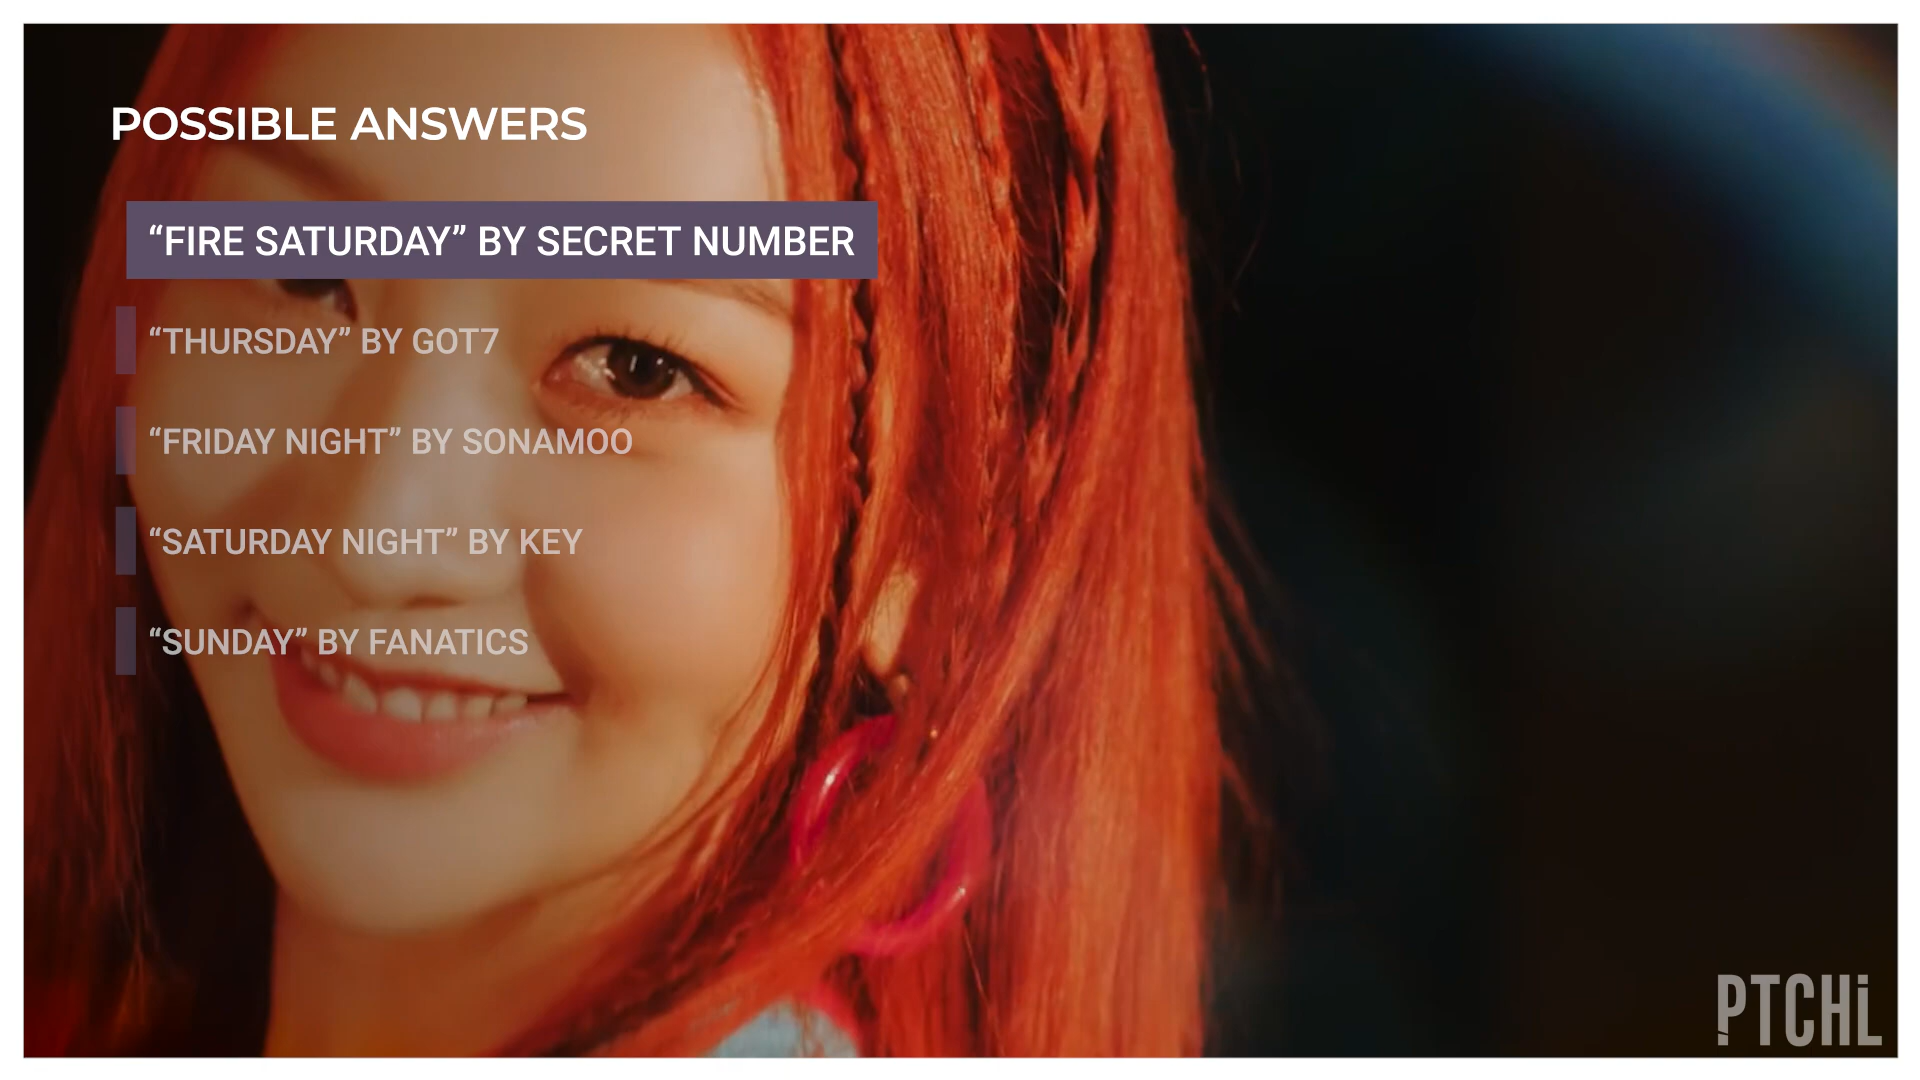 POSSIBLE ANSWERS
“FIRE SATURDAY” BY SECRET NUMBER
“THURSDAY” BY GOT7
“FRIDAY NIGHT” BY SONAMOO
“SATURDAY NIGHT” BY KEY
“SUNDAY” BY FANATICS
PTCHi